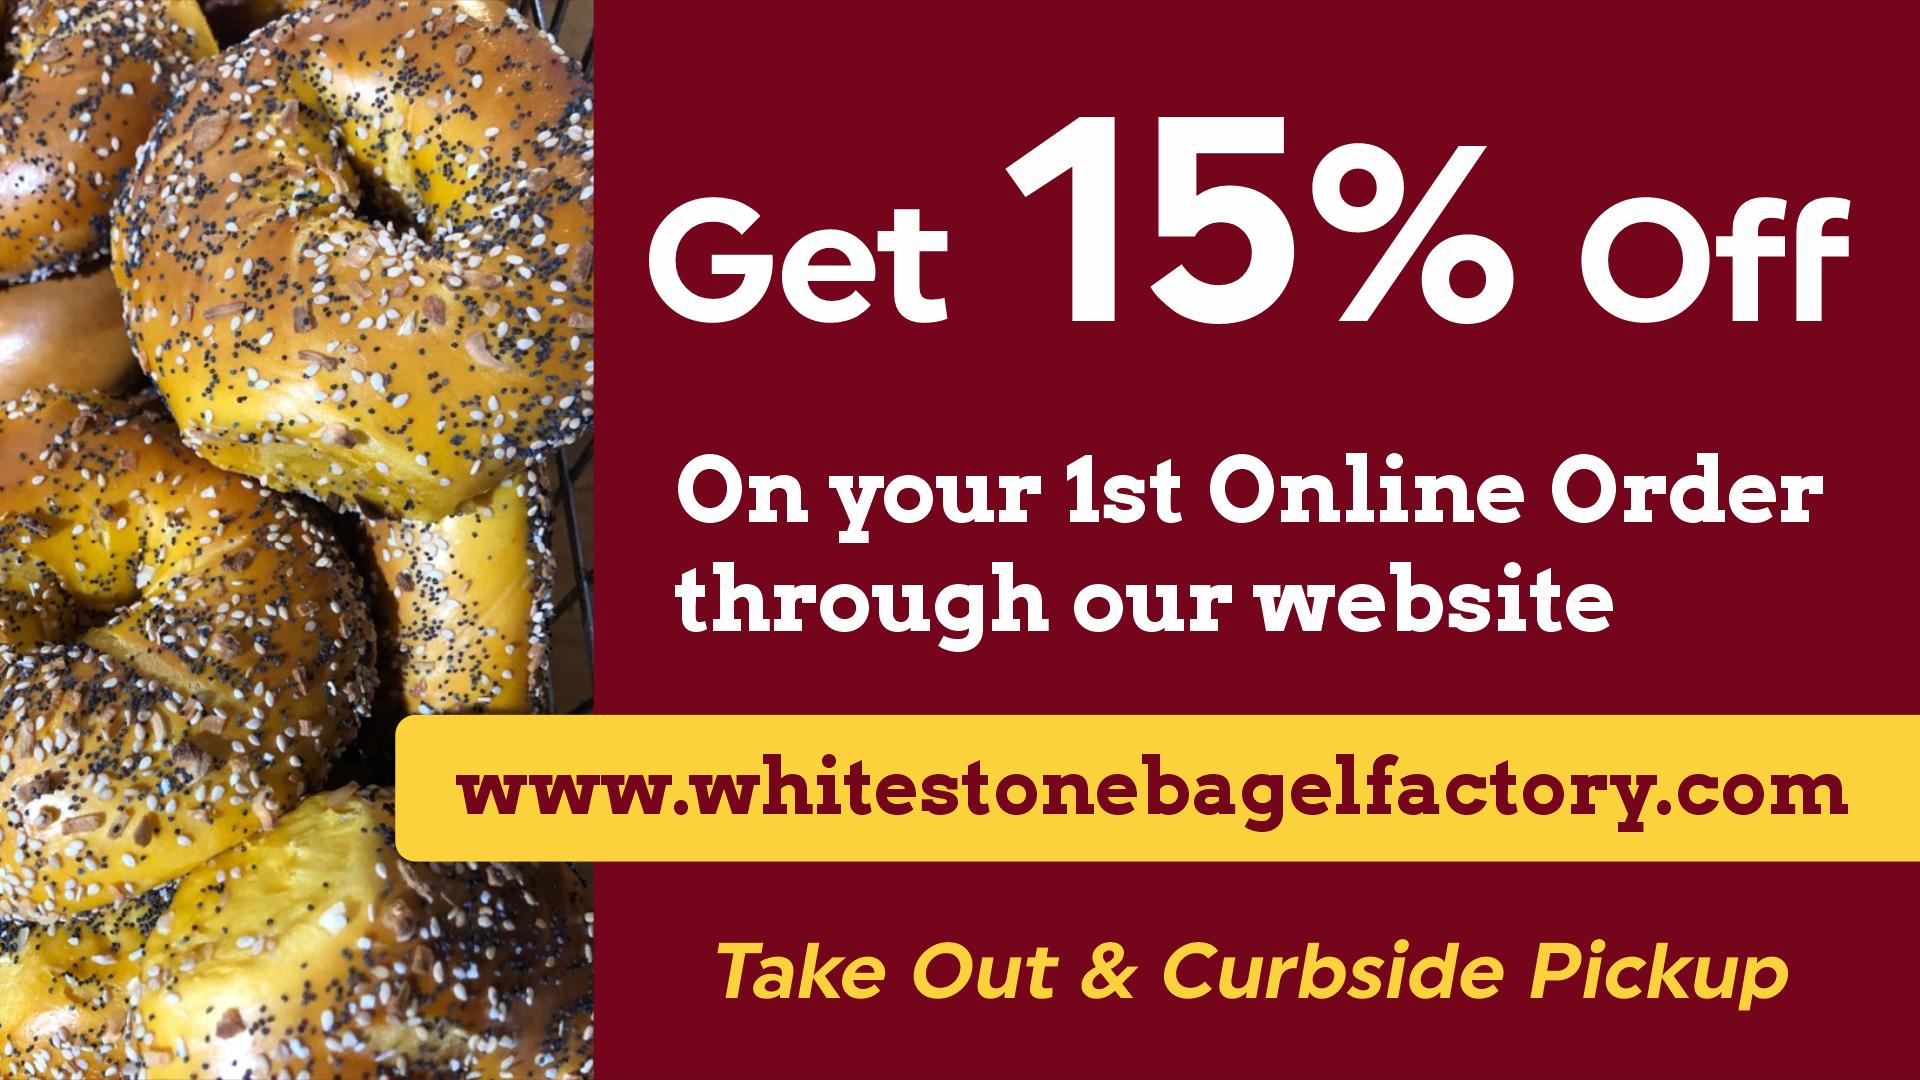 Get 15% Off
On your 1st Online Order
through our website
www.whitestonebagelfactory.com
Take Out & Curbside Pickup